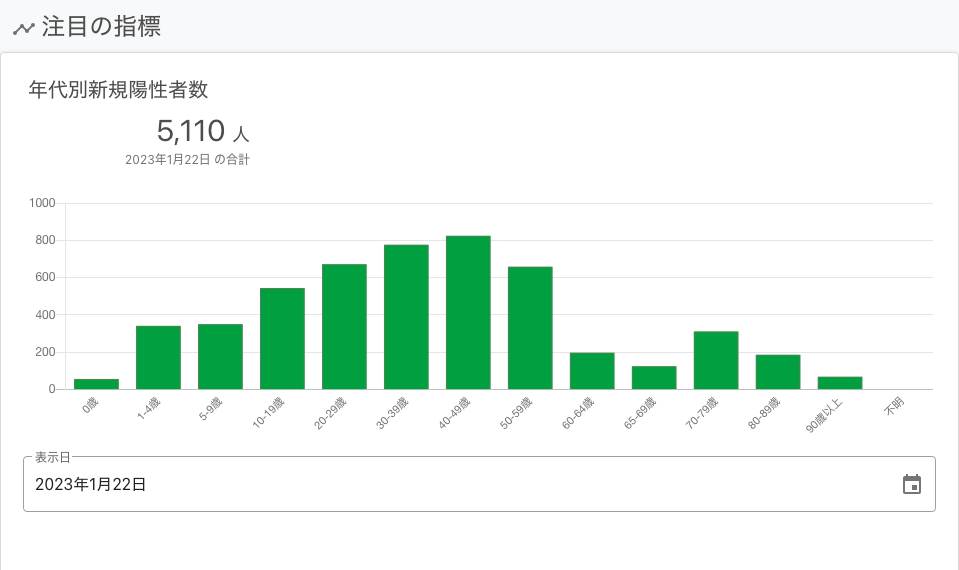 注目の指標
年代別新規陽性者数
5,110 人
2023年1月22日 の合計
1000
800
600
400
200
0
0歳
1-4歳
5-9歳
10-19歳
20-29歳
30-39歳
40-49歳
50-59歳
60-64歳
65-69歳
70-79歳
80-89歳
90歳以上
不明
表示日
2023年1月22日